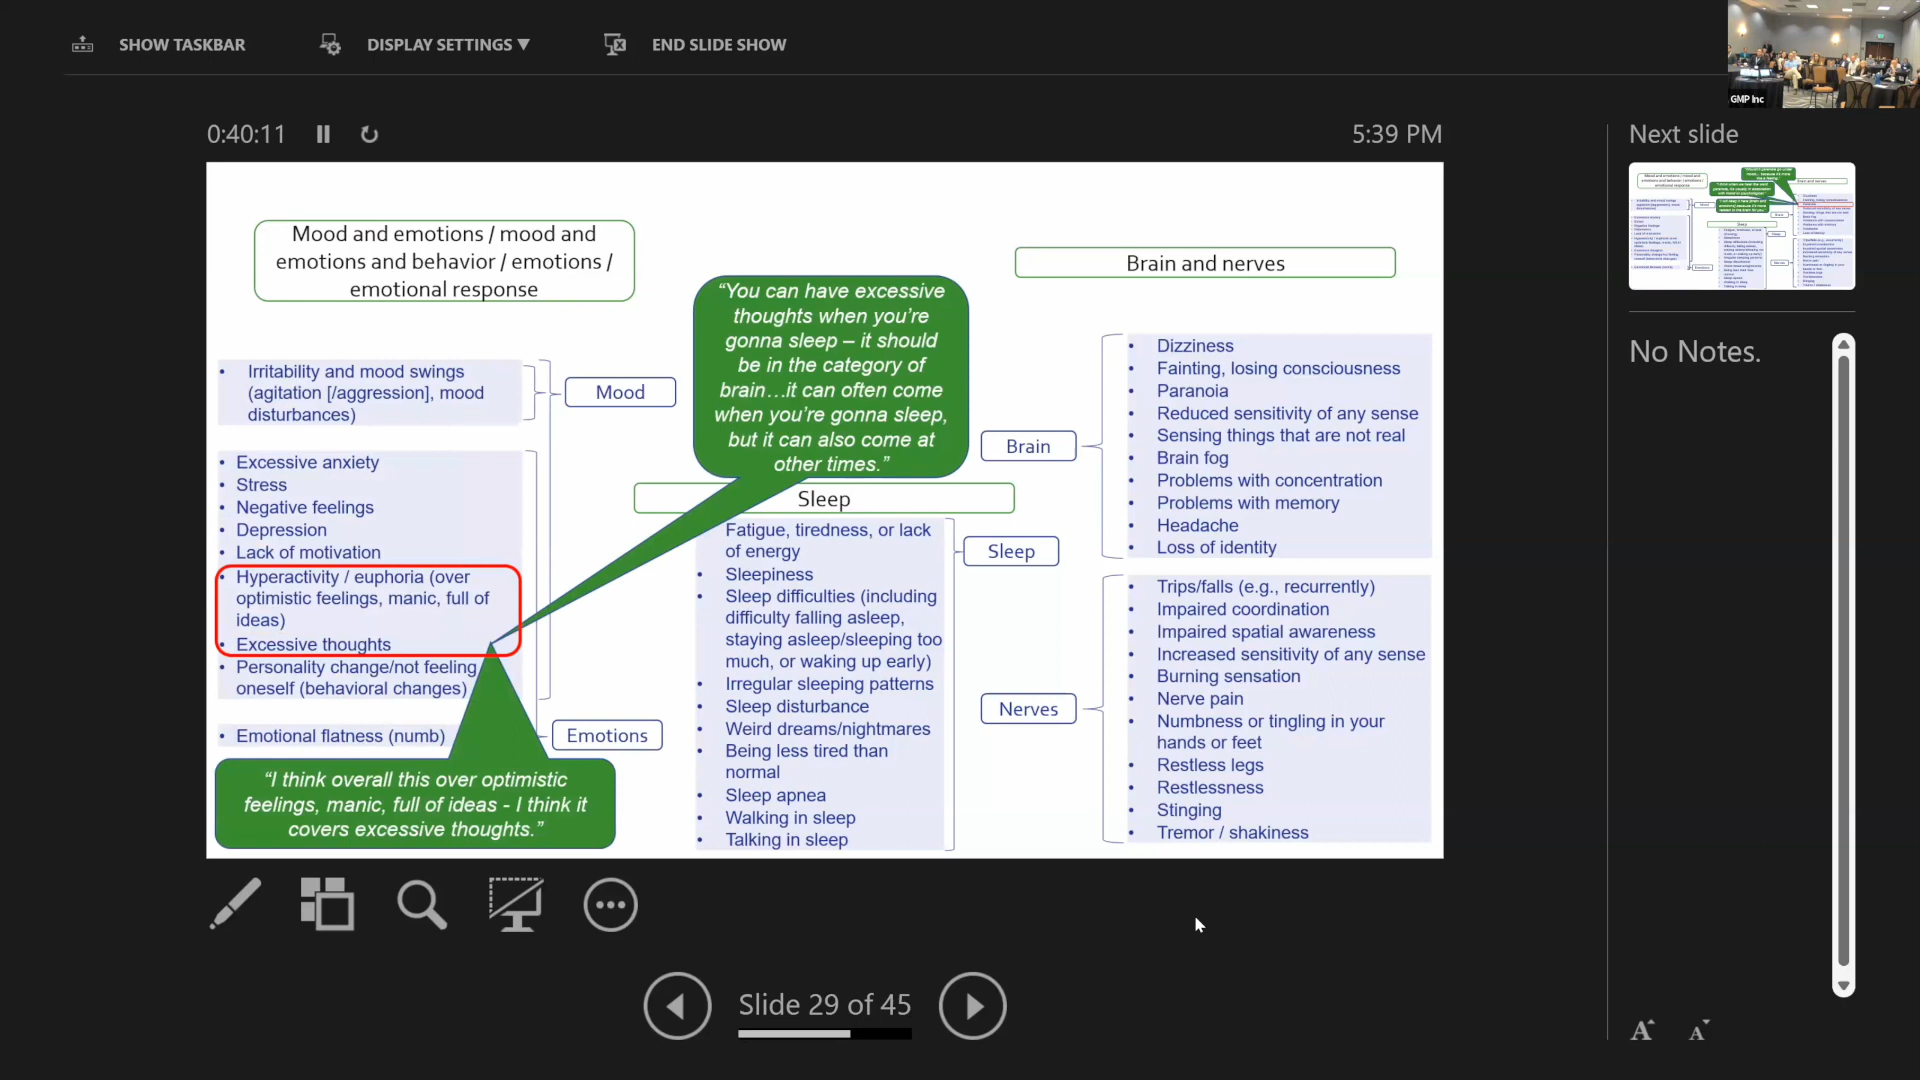 SHOW TASKBAR
DISPLAY SETTINGS ▼
END SLIDE SHOW
GMP Inc
0:40:11
5:39 PM
Next slide
Mood and emotions / mood and
emotions and behavior / emotions /
emotional response
• Irritability and mood swings
(agitation [/aggression], mood
disturbances)
Mood
• Excessive anxiety
• Stress
• Negative feelings
• Depression
• Lack of motivation
• Hyperactivity / euphoria (over
optimistic feelings, manic, full of
ideas)
• Excessive thoughts
• Personality change/not feeling
oneself (behavioral changes)
• Emotional flatness (numb)
Emotions
“I think overall this over optimistic
feelings, manic, full of ideas - I think it
covers excessive thoughts.”
“You can have excessive
thoughts when you’re
gonna sleep – it should
be in the category of
brain…it can often come
when you’re gonna sleep,
but it can also come at
other times.”
Sleep
Fatigue, tiredness, or lack
of energy
• Sleepiness
• Sleep difficulties (including
difficulty falling asleep,
staying asleep/sleeping too
much, or waking up early)
• Irregular sleeping patterns
• Sleep disturbance
• Weird dreams/nightmares
• Being less tired than
normal
• Sleep apnea
• Walking in sleep
• Talking in sleep
Sleep
Brain and nerves
Brain
• Dizziness
• Fainting, losing consciousness
• Paranoia
• Reduced sensitivity of any sense
• Sensing things that are not real
• Brain fog
• Problems with concentration
• Problems with memory
• Headache
• Loss of identity
Nerves
• Trips/falls (e.g., recurrently)
• Impaired coordination
• Impaired spatial awareness
• Increased sensitivity of any sense
• Burning sensation
• Nerve pain
• Numbness or tingling in your
hands or feet
• Restless legs
• Restlessness
• Stinging
• Tremor / shakiness
No Notes.
Slide 29 of 45
A A